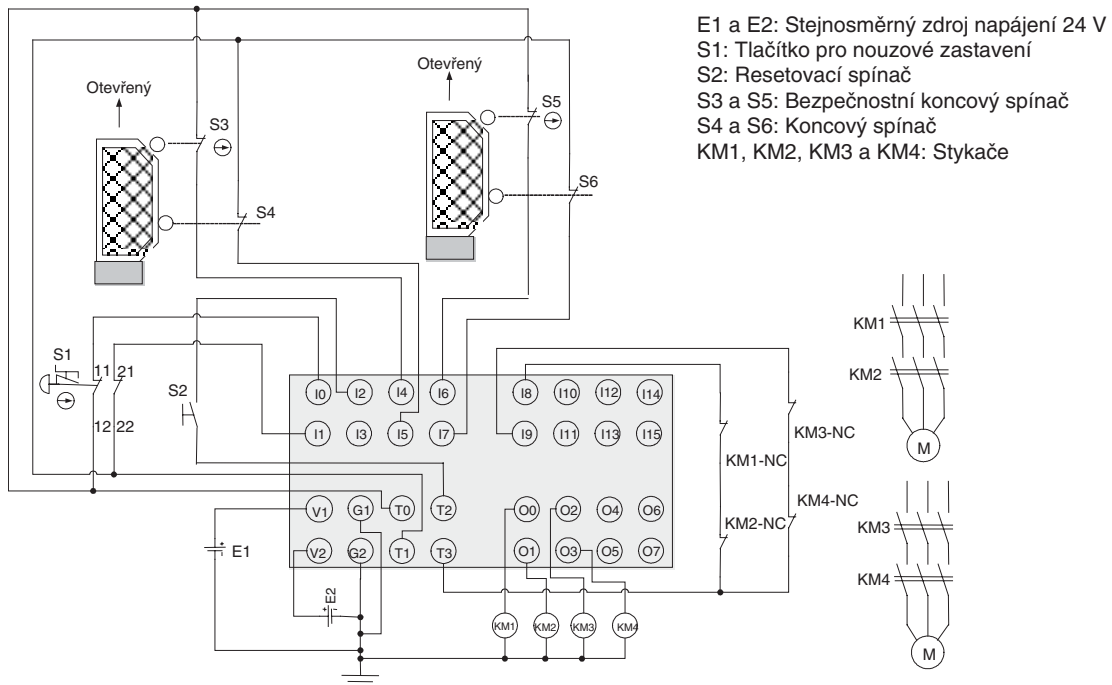 E1 a E2: Stejnosměrný zdroj napájení 24 V
S1: Tlačítko pro nouzové zastavení
S2: Resetovací spínač
S3 a S5: Bezpečnostní koncový spínač
S4 a S6: Koncový spínač
KM1, KM2, KM3 a KM4: Stykače
Otevřený
Otevřený
S3
S5
S4
S6
S1
11 21
12 22
S2
I0 I2 I4 I6 I8 I10 I12 I14
I1 I3 I5 I7 I9 I11 I13 I15
V1 G1 T0 T2 O0 O2 O4 O6
V2 G2 T1 T3 O1 O3 O5 O7
E1
E2
KM1 KM2 KM3 KM4
KM3-NC
KM1-NC
KM4-NC
KM2-NC
KM1
KM2
M
KM3
KM4
M